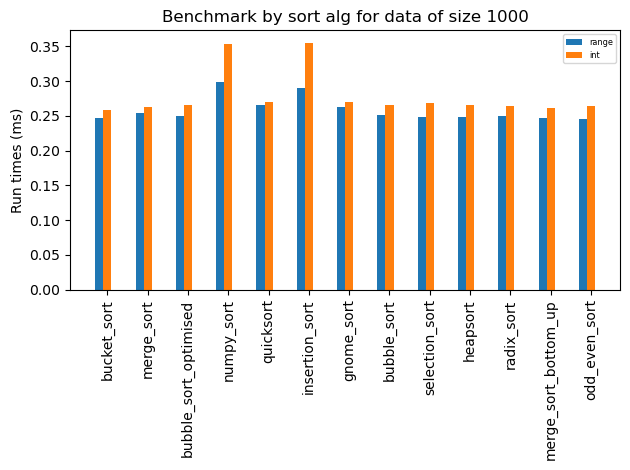 Benchmark by sort alg for data of size 1000
Run times (ms)
0.35
0.30
0.25
0.20
0.15
0.10
0.05
0.00
range
int
bucket_sort
merge_sort
bubble_sort_optimised
numpy_sort
quicksort
insertion_sort
gnome_sort
bubble_sort
selection_sort
heapsort
radix_sort
merge_sort_bottom_up
odd_even_sort